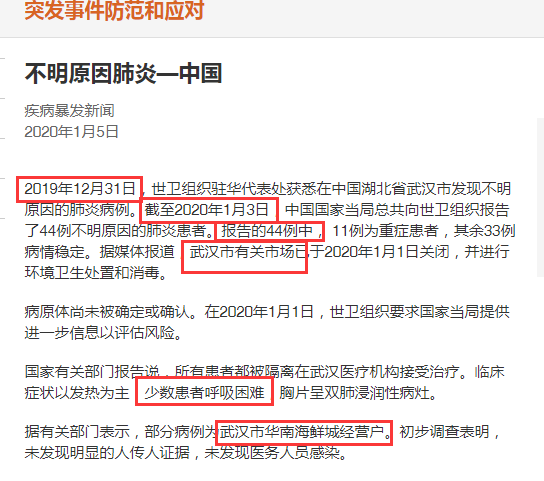 突发事件防范和应对
不明原因肺炎—中国
疾病暴发新闻
2020年1月5日
2019年12月31日，世卫组织驻华代表处获悉在中国湖北省武汉市发现不明
原因的肺炎病例。截至2020年1月3日 中国国家当局总共向世卫组织报告
了44例不明原因的肺炎患者。报告的44例中，11例为重症患者，其余33例
病情稳定。据媒体报道 武汉市有关市场已于2020年1月1日关闭，并进行
环境卫生处置和消毒。
病原体尚未被确定或确认。在2020年1月1日，世卫组织要求国家当局提供
进一步信息以评估风险。
国家有关部门报告说，所有患者都被隔离在武汉医疗机构接受治疗。临床
症状以发热为主 少数患者呼吸困难 胸片呈双肺浸润性病灶。
据有关部门表示，部分病例为武汉市华南海鲜城经营户。初步调查表明，
未发现明显的人传人证据，未发现医务人员感染。